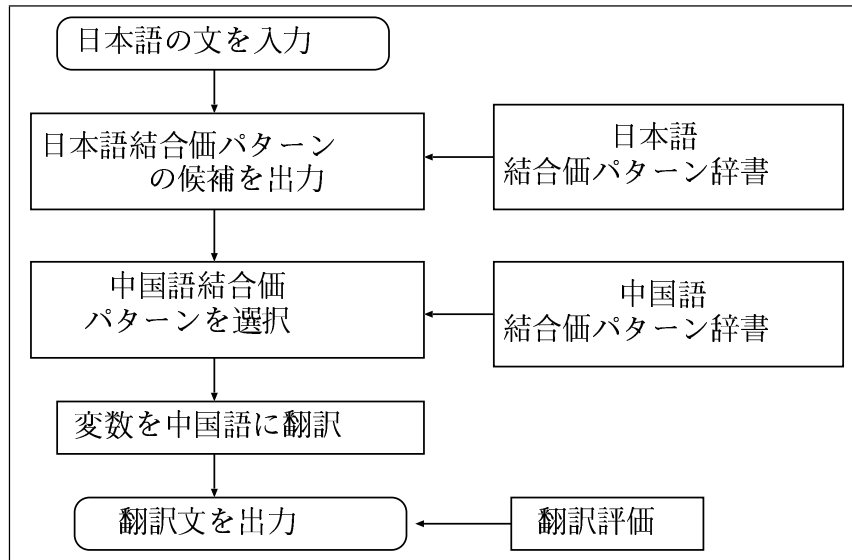 日本語の文を入力
日本語結合価パターン
の候補を出力
日本語
結合価パターン辞書
中国語結合価
パターンを選択
中国語
結合価パターン辞書
変数を中国語に翻訳
翻訳文を出力
翻訳評価